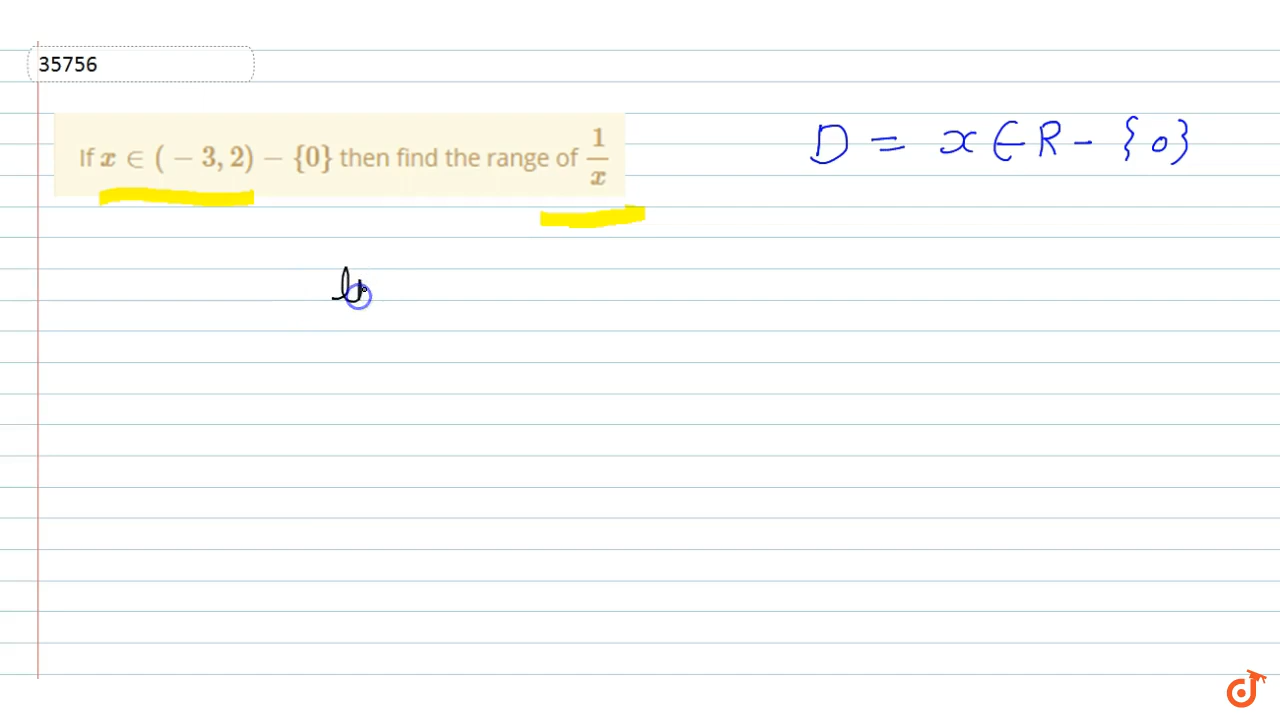 35756
If x ∈ (−3, 2) − {0} then find the range of 1/x
D = x ∈ R − {0}